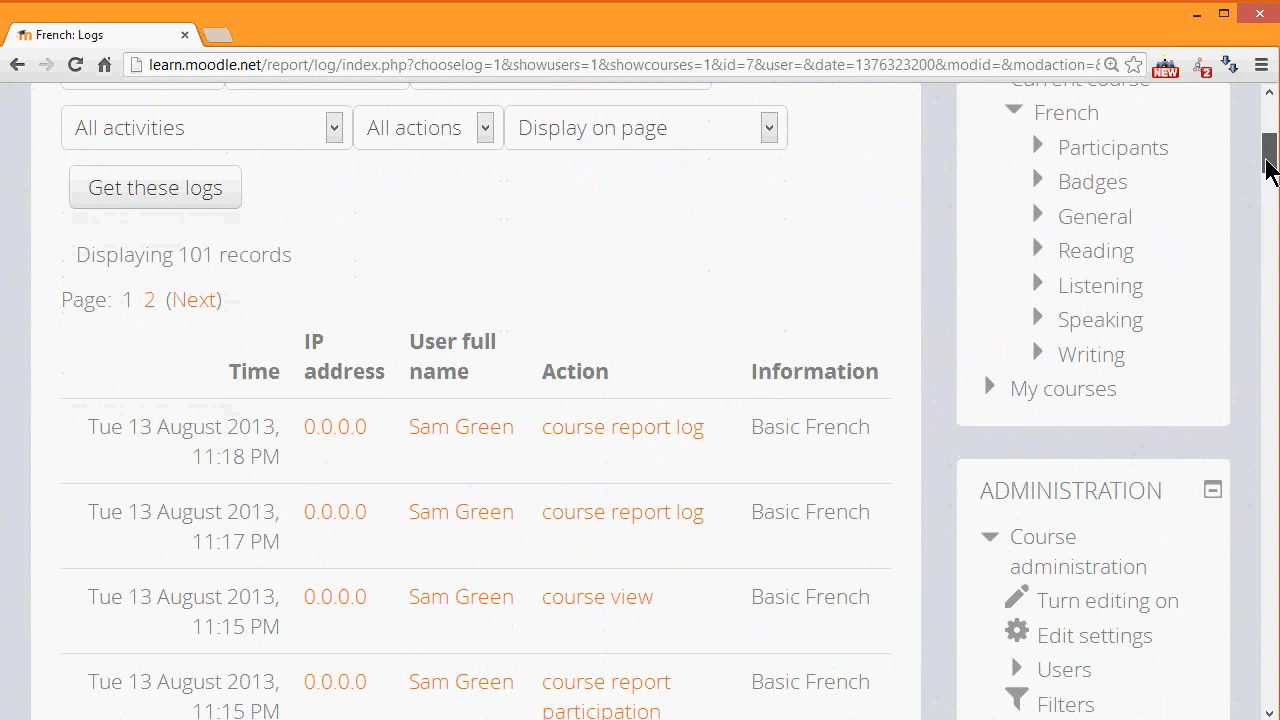 French: Logs
learn.moodle.net/report/log/index.php?chooselog=1&showusers=1&showcourses=1&id=7&user=&date=1376323200&modid=&modaction=&
NEW
2
All activities
All actions
Display on page
Get these logs
Displaying 101 records
Page: 1 2 (Next)
Time
IP address
User full name
Action
Information
Tue 13 August 2013, 11:18 PM
0.0.0.0
Sam Green
course report log
Basic French
Tue 13 August 2013, 11:17 PM
0.0.0.0
Sam Green
course report log
Basic French
Tue 13 August 2013, 11:15 PM
0.0.0.0
Sam Green
course view
Basic French
Tue 13 August 2013, 11:15 PM
0.0.0.0
Sam Green
course report participation
Basic French
Current course
French
Participants
Badges
General
Reading
Listening
Speaking
Writing
My courses
ADMINISTRATION
Course administration
Turn editing on
Edit settings
Users
Filters